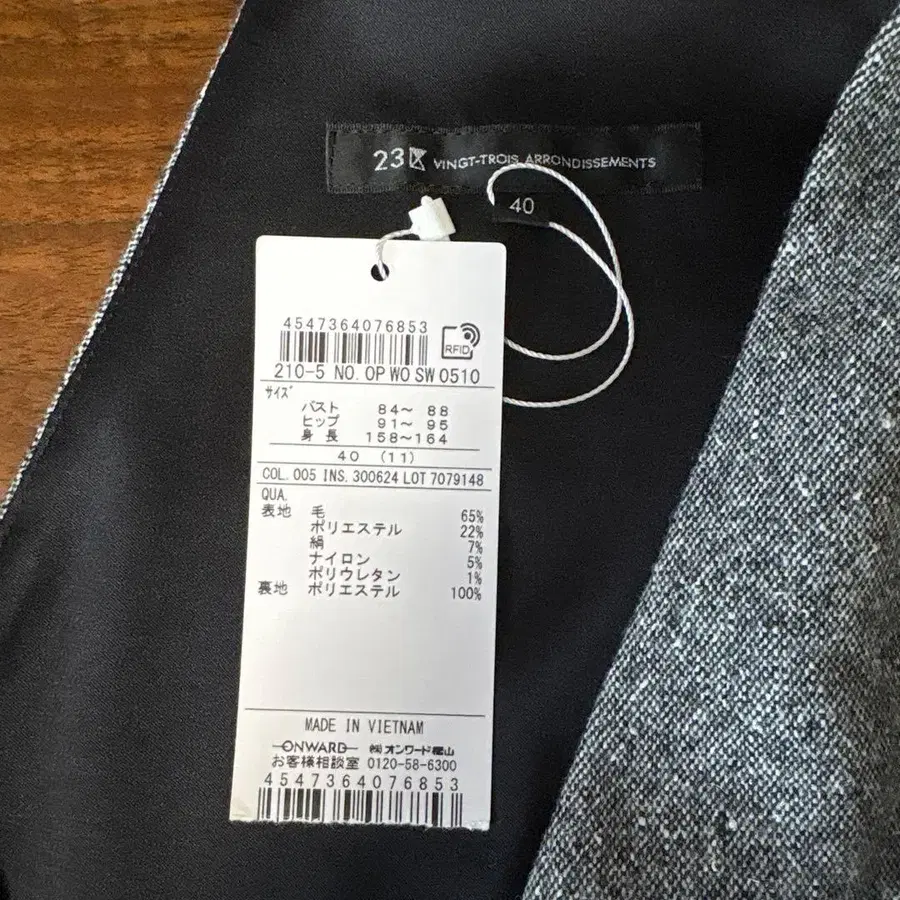 23区 VINGT-TROIS ARRONDISSEMENTS
40
4547364076853
RFID
210-5 NO. OP WO SW 0510
サイズ
バスト 84〜 88
ヒップ 91〜 95
身 長 158〜164
40 (11)
COL. 005 INS. 300624 LOT 7079148
QUA.
表地 毛 65%
ポリエステル 22%
絹 7%
ナイロン 5%
ポリウレタン 1%
裏地 ポリエステル 100%
MADE IN VIETNAM
ONWARD ㈱オンワード樫山
お客様相談室 0120-58-6300
4547364076853